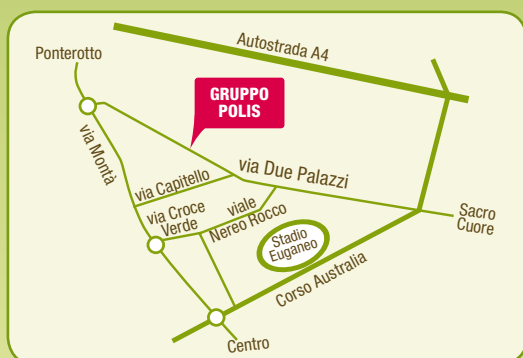 Autostrada A4
Ponterotto
GRUPPO
POLIS
via Montà
via Due Palazzi
via Capitello
via Croce
Verde
viale
Nereo Rocco
Sacro
Cuore
Stadio
Euganeo
Corso Australia
Centro